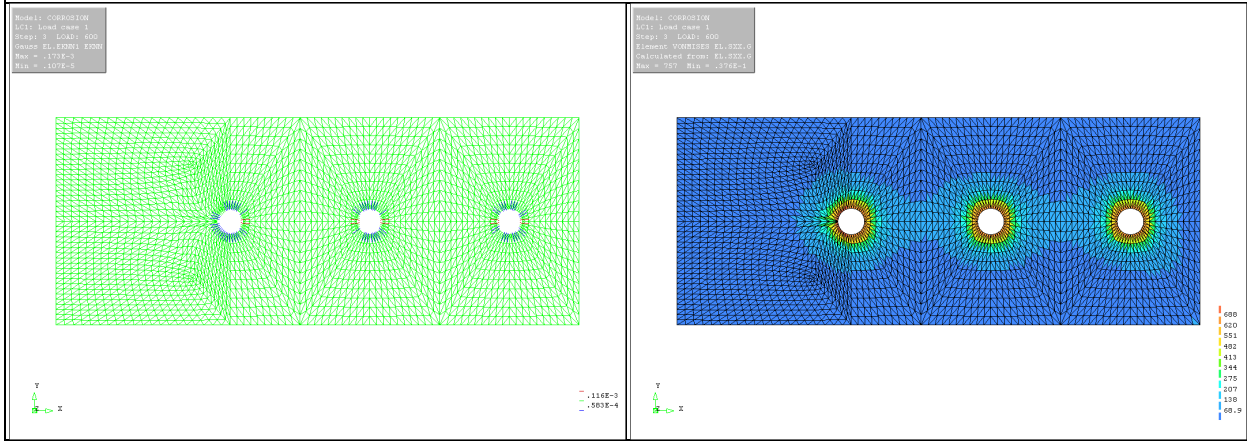 Model: CORROSION
LC1: Load case 1
Step: 3 LOAD: 600
Gauss EL.EKNN1 EKNN
Max = .173E-3
Min = .107E-5
Y
X
.116E-3
.583E-4
Model: CORROSION
LC1: Load case 1
Step: 3 LOAD: 600
Element VONMISES EL.SXX.G
Calculated from: EL.SXX.G
Max = 757 Min = .376E-1
Y
X
688
620
551
482
413
344
275
207
138
68.9